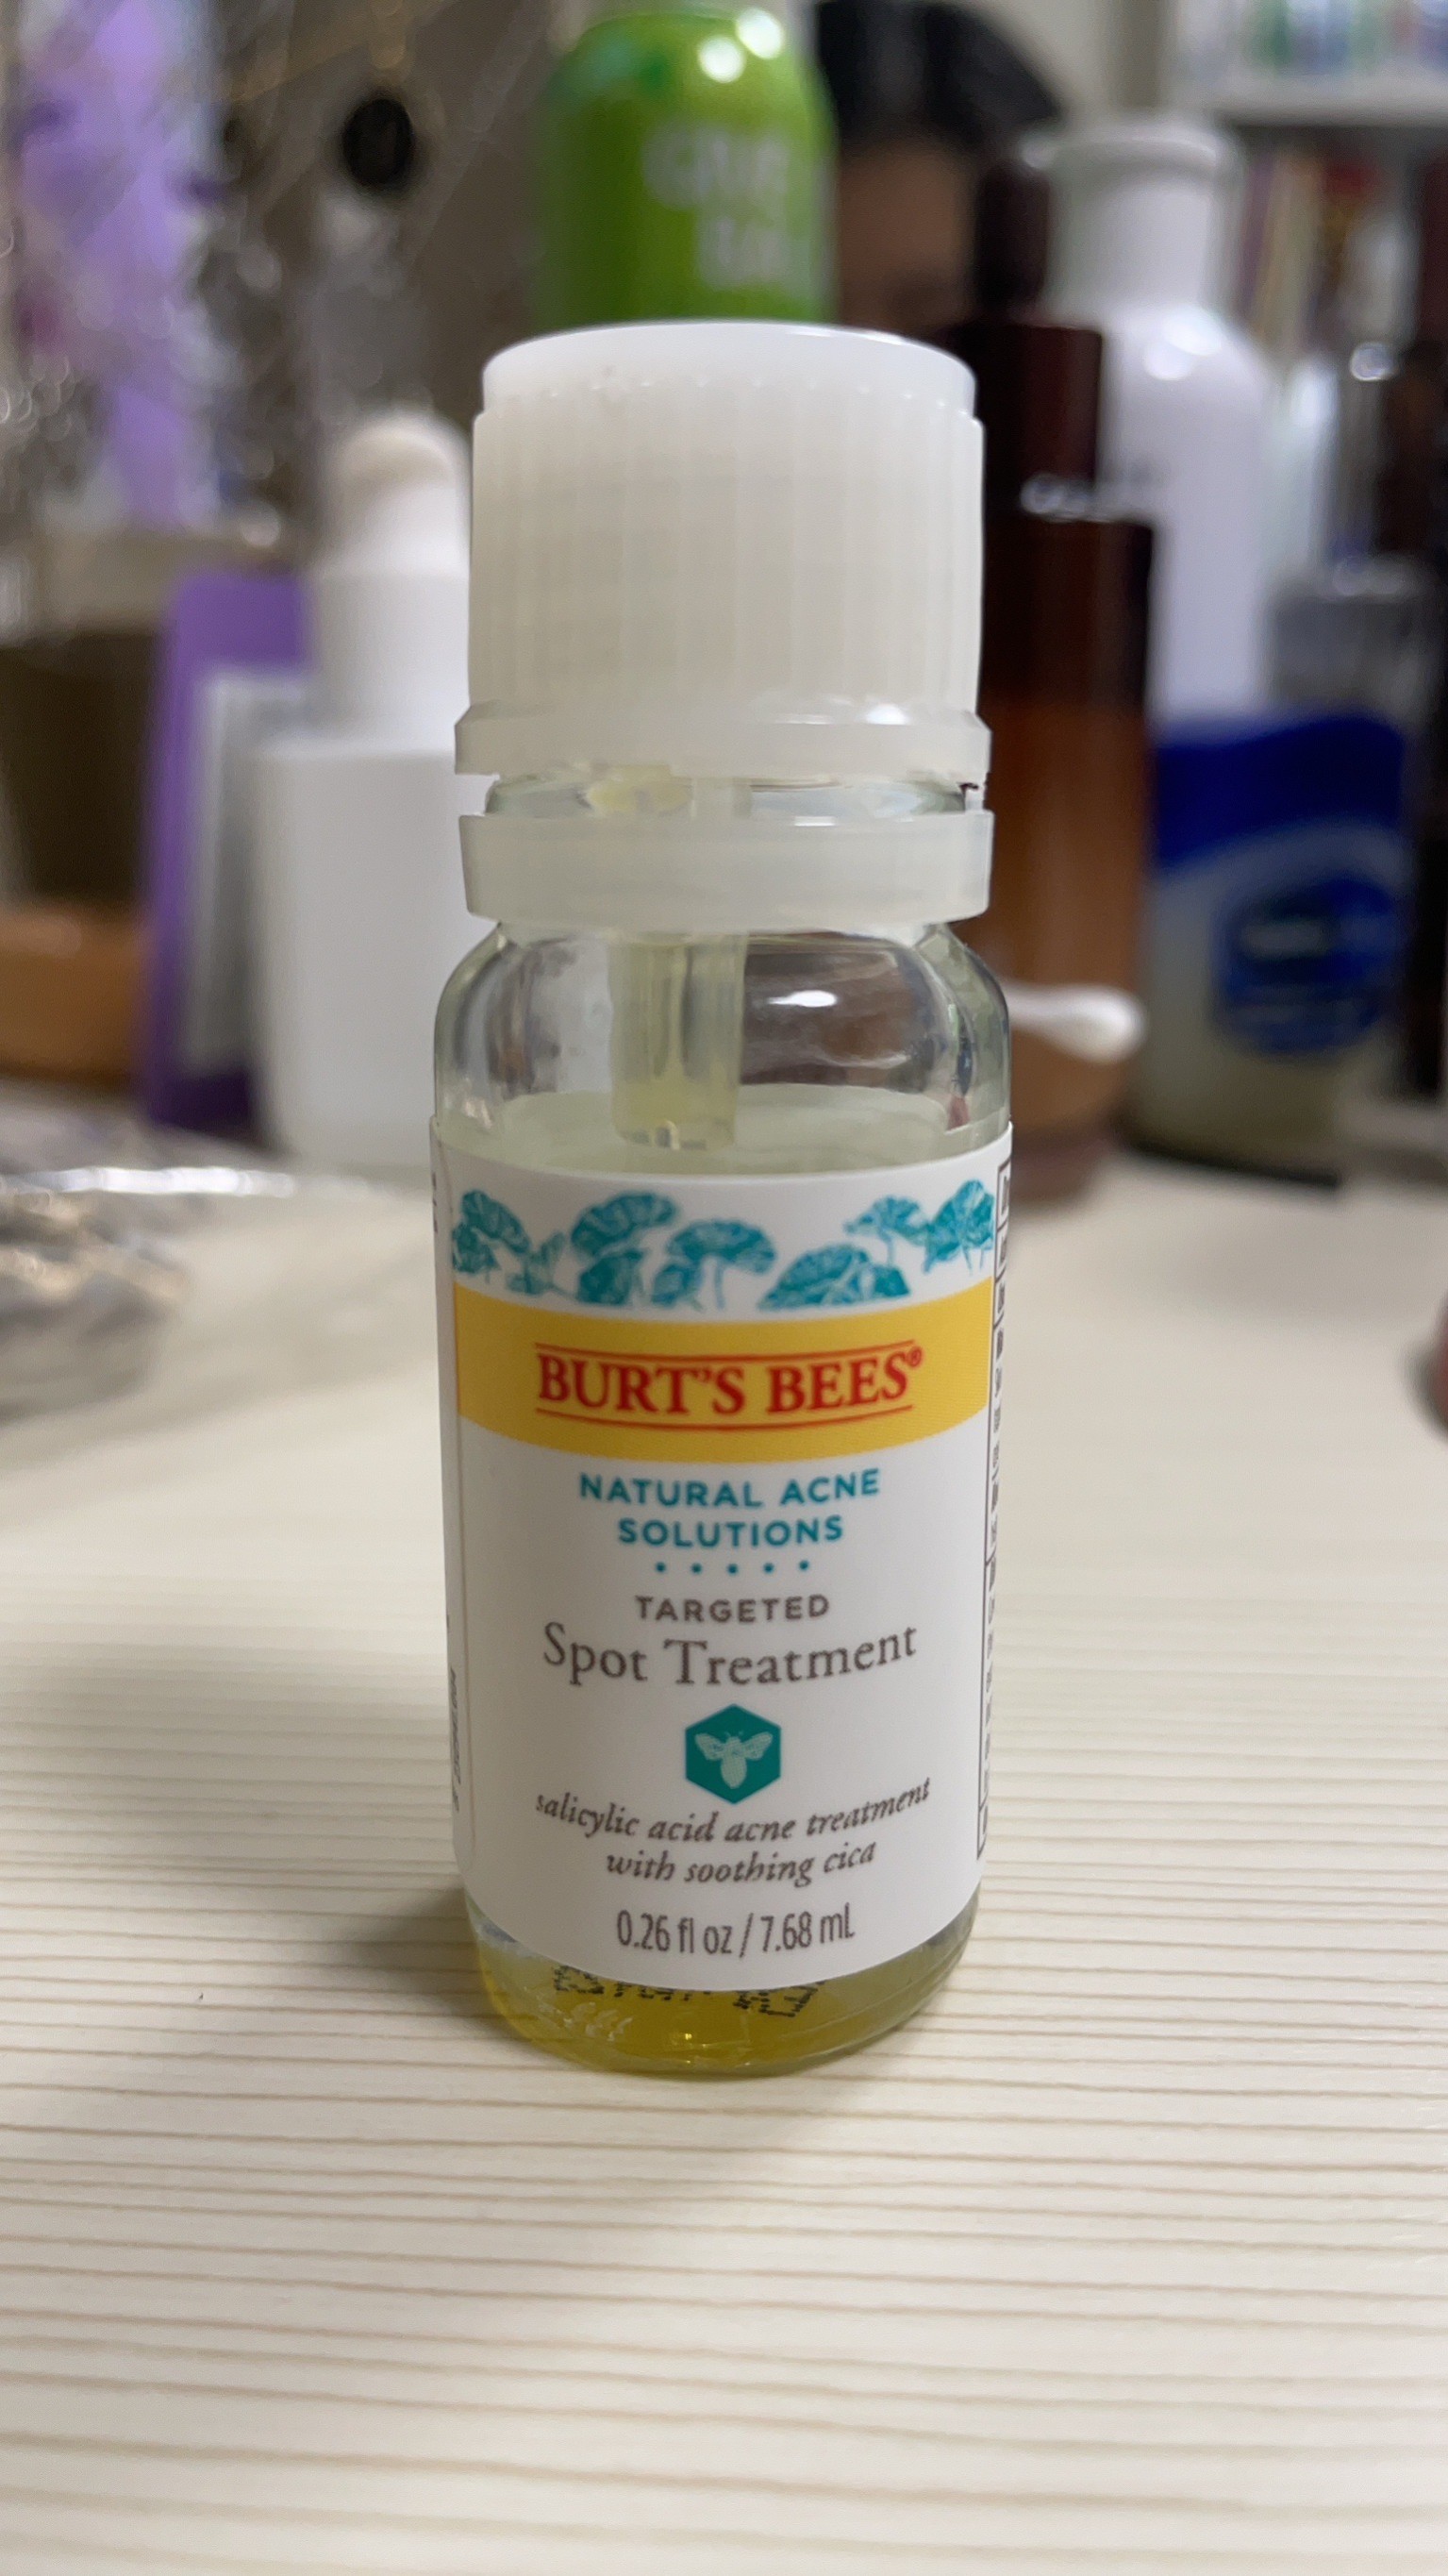 BURT'S BEES®
NATURAL ACNE
SOLUTIONS
TARGETED
Spot Treatment
salicylic acid acne treatment
with soothing cica
0.26 fl oz / 7.68 mL